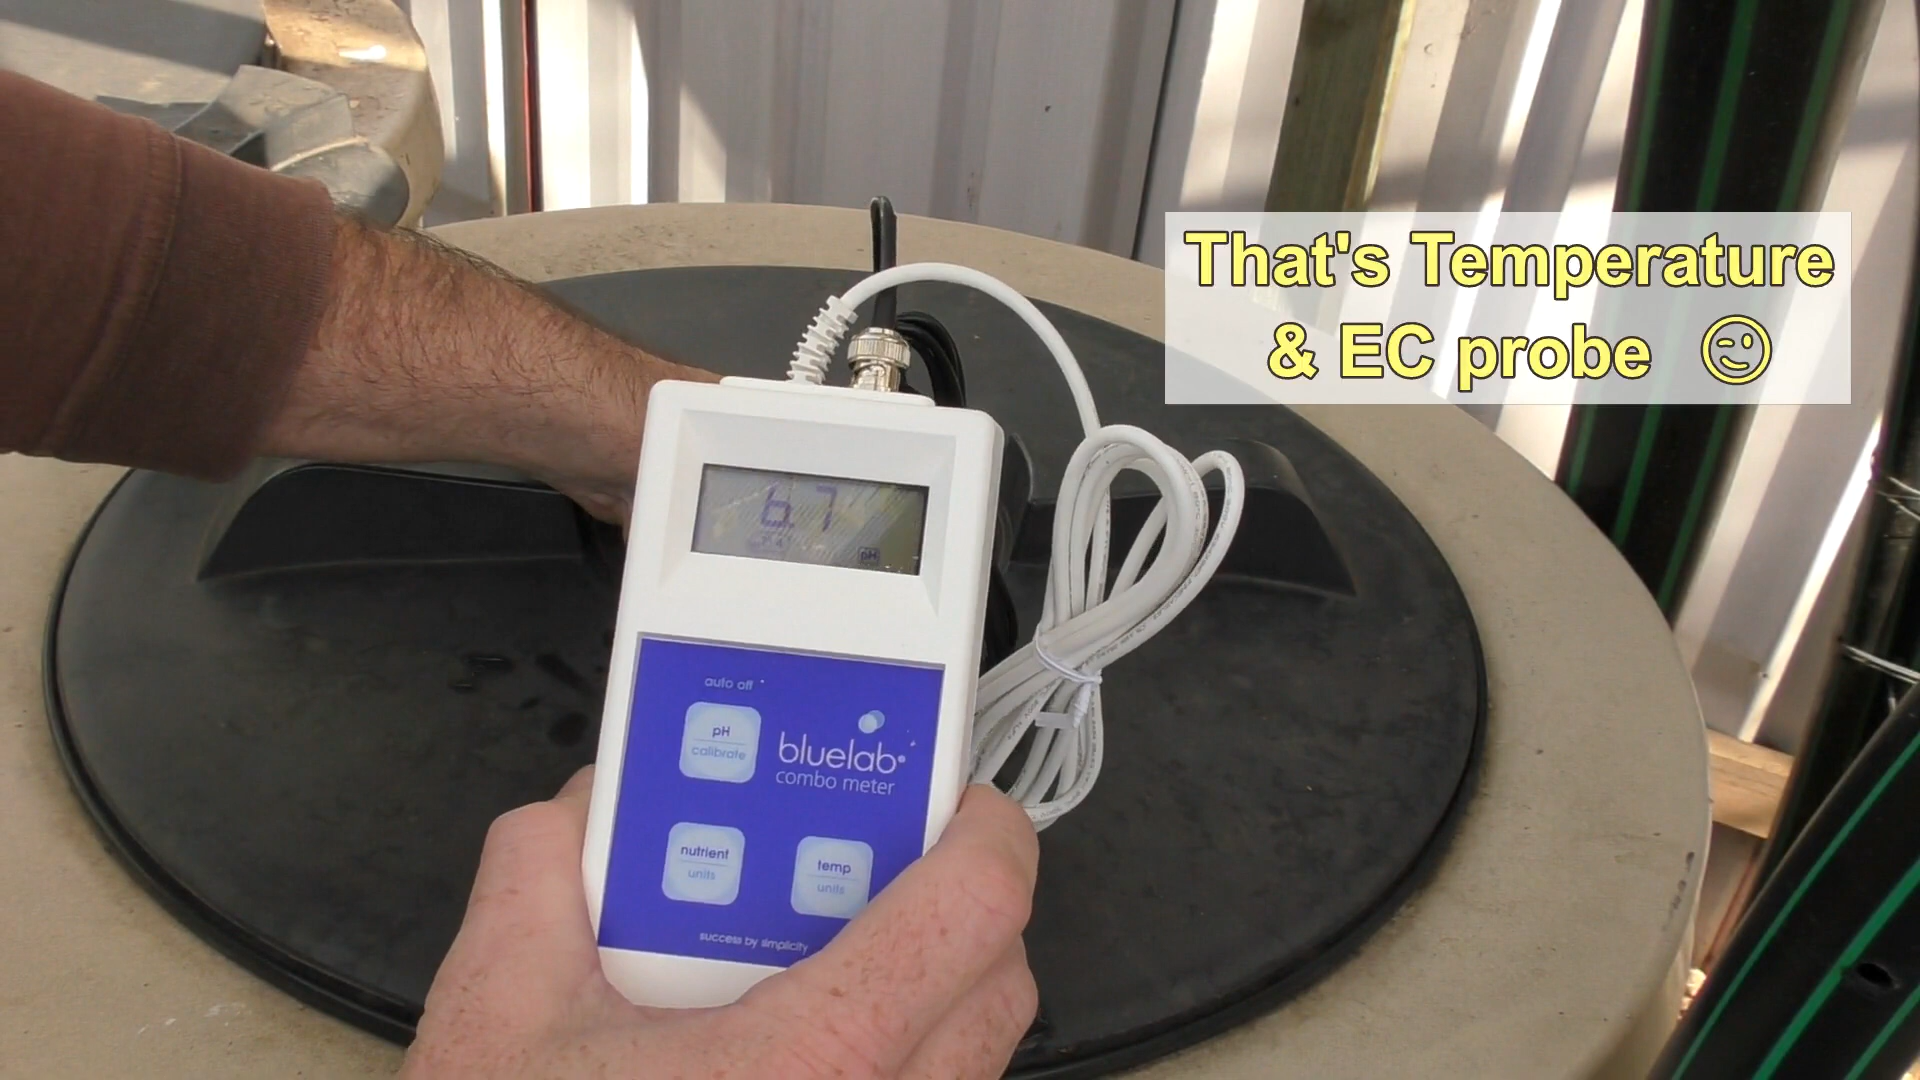 That's Temperature
& EC probe 😉
6.7
pH
auto off
pH
calibrate
bluelab
combo meter
nutrient
units
temp
units
success by simplicity